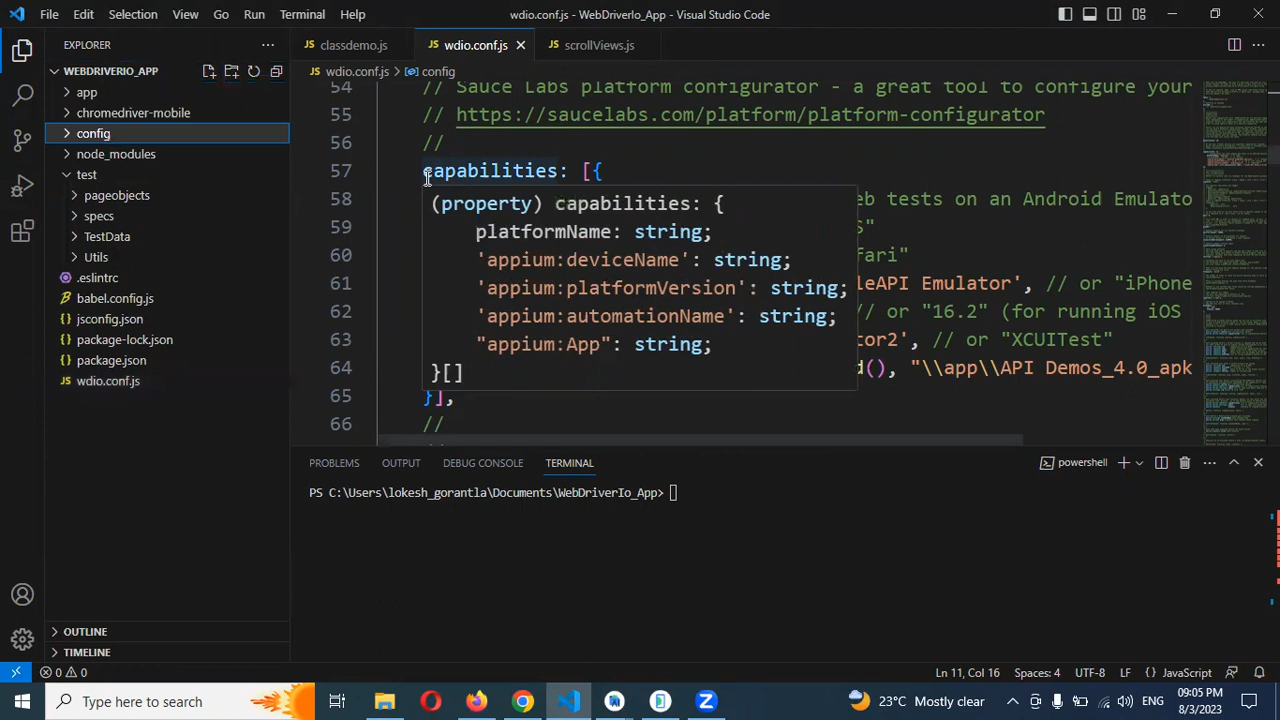 File Edit Selection View Go Run Terminal Help
wdio.conf.js - WebDriverIo_App - Visual Studio Code
EXPLORER
WEBDRIVERIO_APP
app
chromedriver-mobile
config
node_modules
test
pageobjects
specs
TestData
Utils
.eslintrc
babel.config.js
jsconfig.json
package-lock.json
package.json
wdio.conf.js
OUTLINE
TIMELINE
JS classdemo.js
JS wdio.conf.js
JS scrollViews.js
JS wdio.conf.js > config
54 // Sauce Labs platform configurator - a great tool to configure your
55 // https://saucelabs.com/platform/platform-configurator
56 //
57 capabilities: [{
58 eb tests on an Android Emulato
59 S"
60 fari"
61 leAPI Emulator', // or "iPhone
62 // or "16.2" (for running iOS
63 tor2', // or "XCUITest"
64 d(), "\\app\\API Demos_4.0_apk
65 }],
66 //
(property) capabilities: {
platformName: string;
'appium:deviceName': string;
'appium:platformVersion': string;
'appium:automationName': string;
"appium:App": string;
}[]
PROBLEMS OUTPUT DEBUG CONSOLE TERMINAL
powershell
PS C:\Users\lokesh_gorantla\Documents\WebDriverIo_App>
0 0
Ln 11, Col 16 Spaces: 4 UTF-8 LF {} JavaScript
Type here to search
23°C Mostly clear
ENG
09:05 PM
8/3/2023